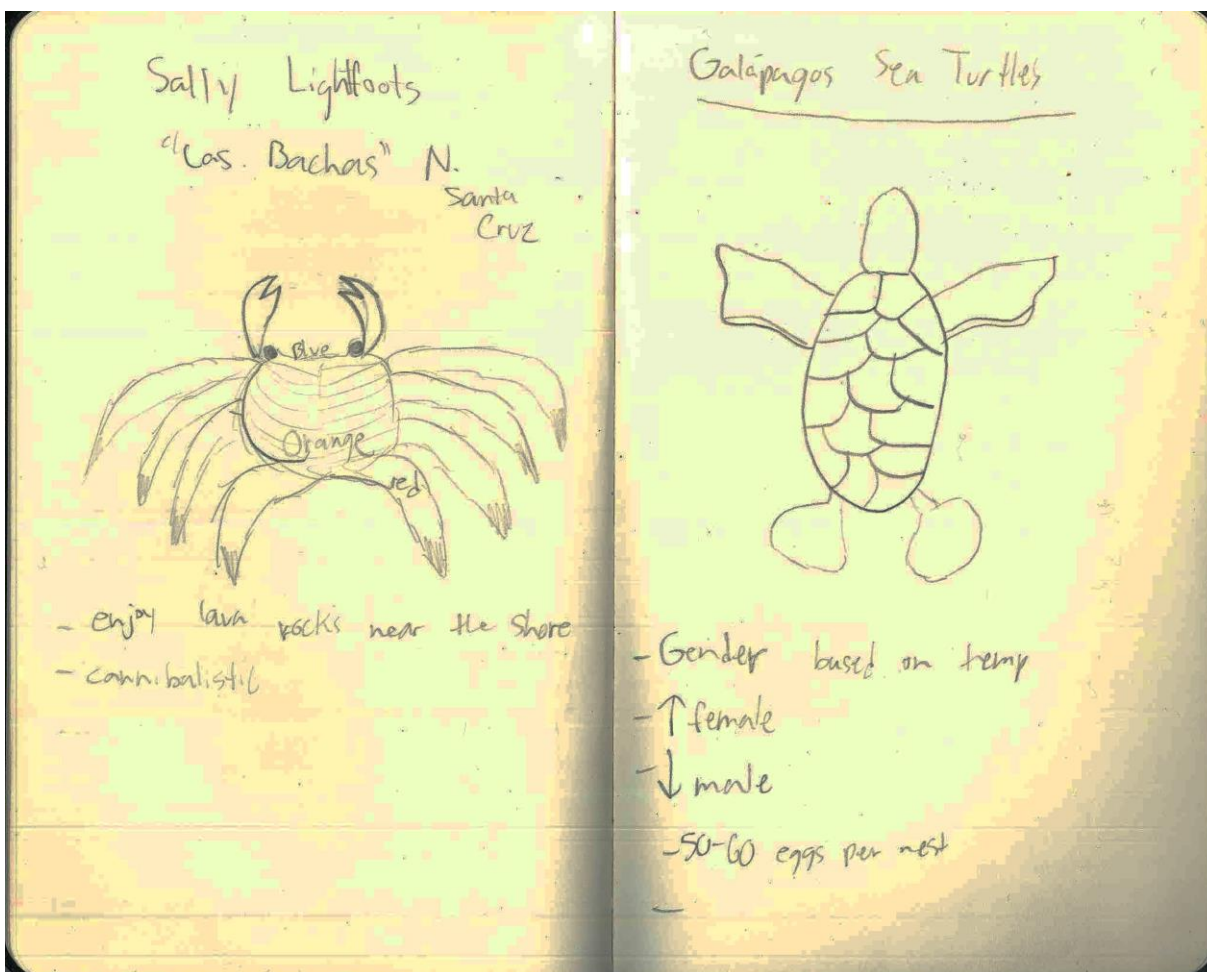 Sally Lightfoots
"Las. Bachas" N.
Santa
Cruz
Blue
Orange
red
- enjoy lava rocks near the shore
- cannibalistic
Galápagos Sea Turtles
- Gender based on temp
- ↑ female
- ↓ male
- 50-60 eggs per nest
-